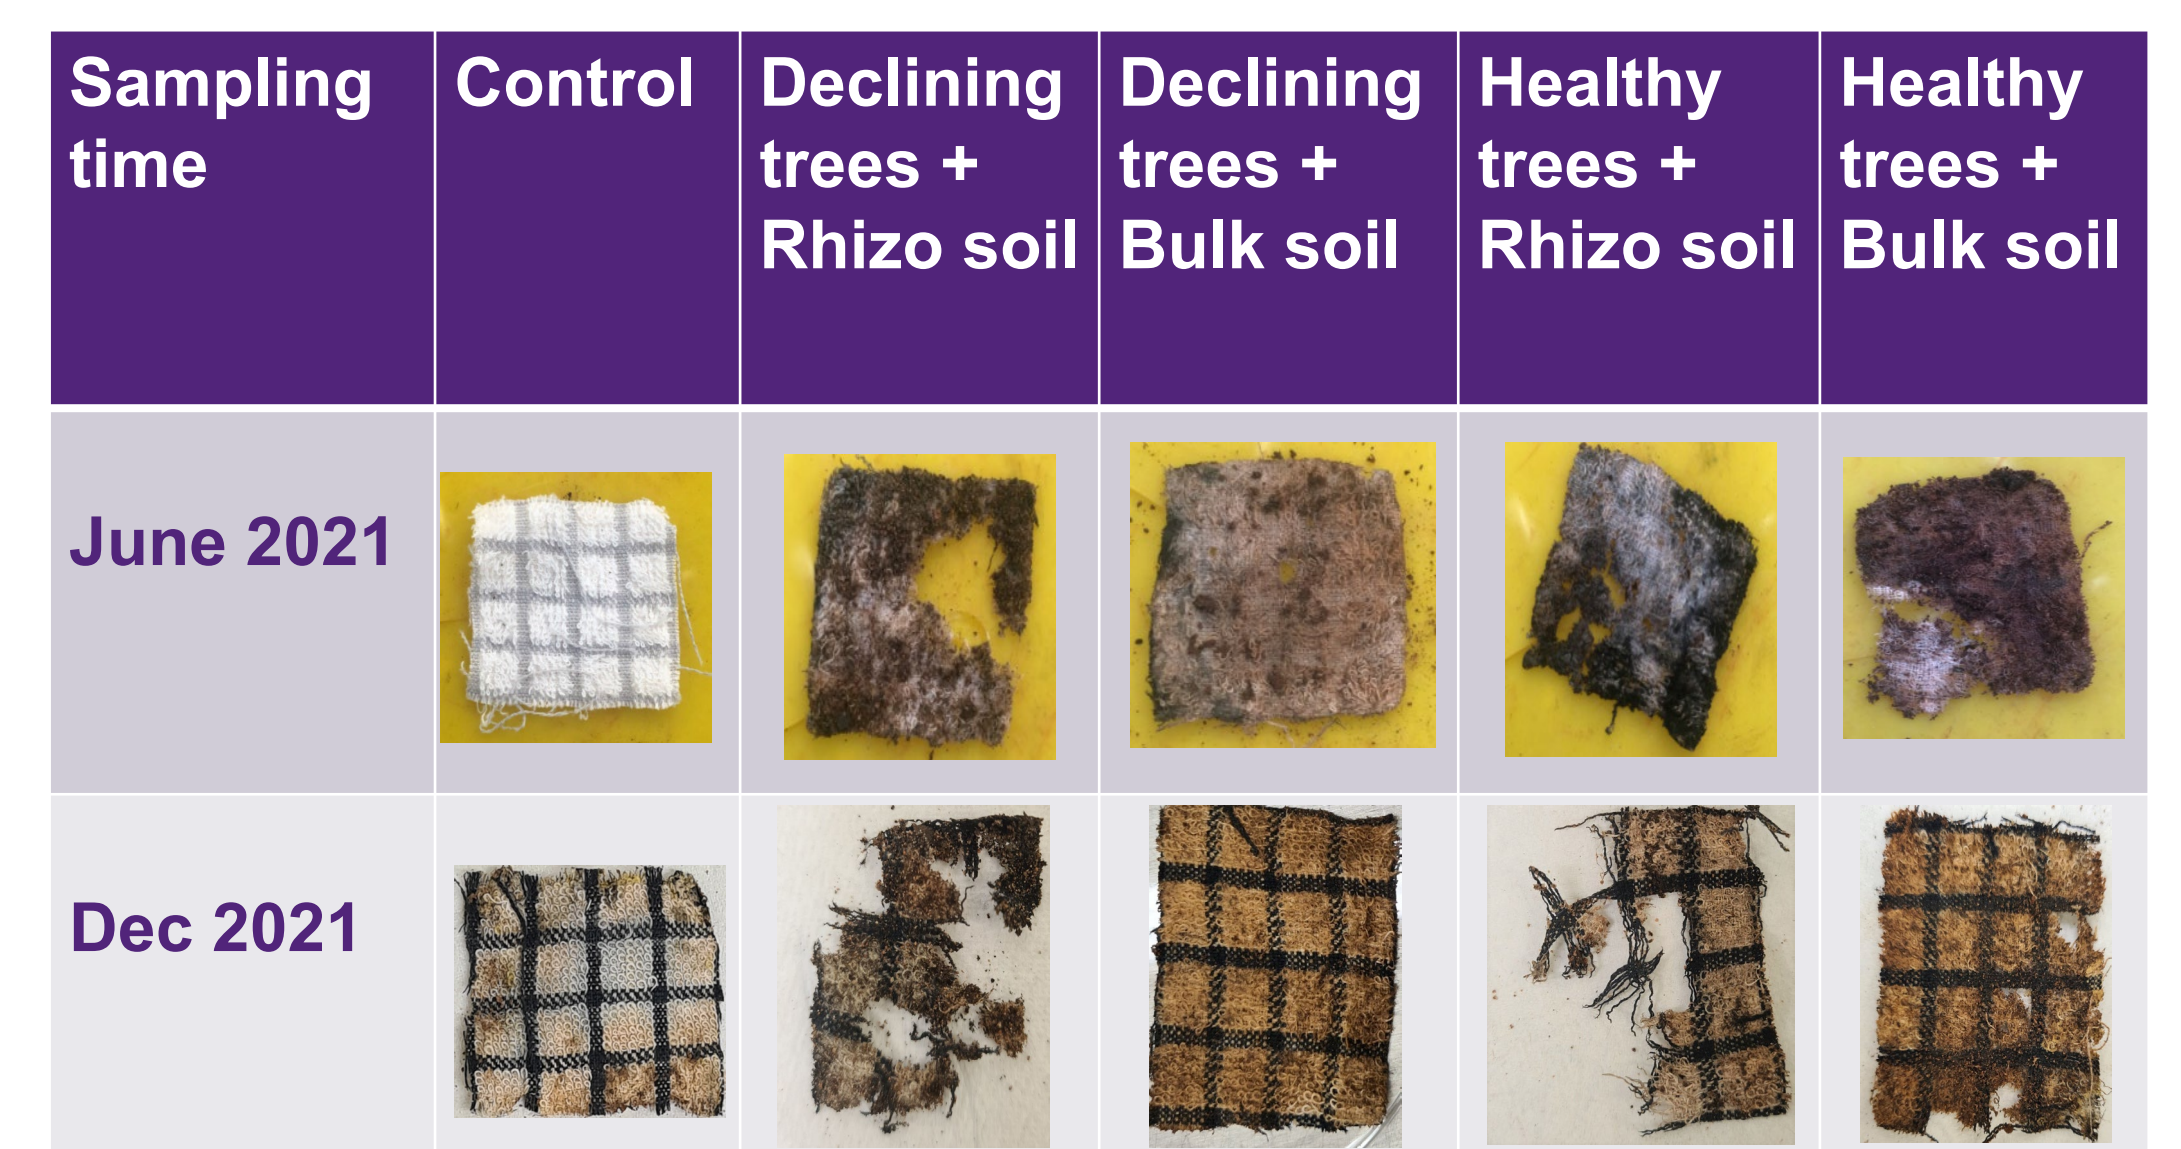 Sampling
time
Control
Declining
trees +
Rhizo soil
Declining
trees +
Bulk soil
Healthy
trees +
Rhizo soil
Healthy
trees +
Bulk soil
June 2021
Dec 2021